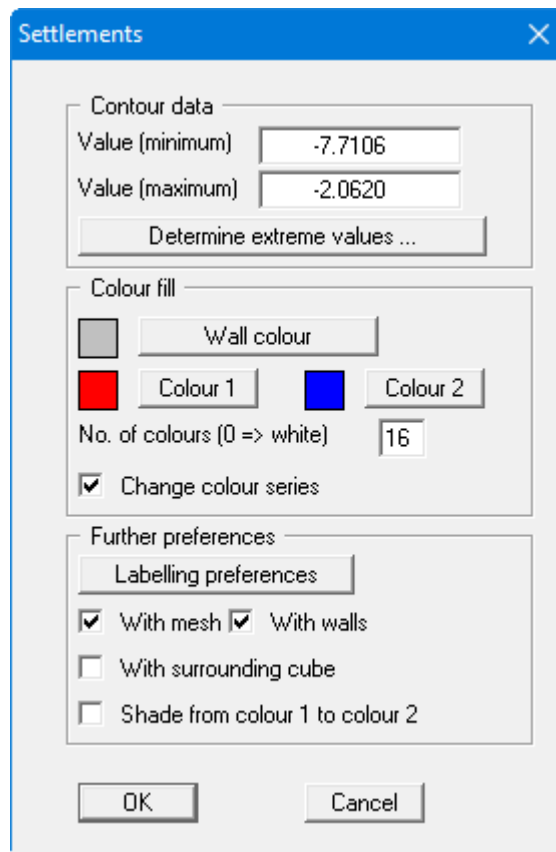 Settlements
Contour data
Value (minimum) -7.7106
Value (maximum) -2.0620
Determine extreme values ...
Colour fill
Wall colour
Colour 1 Colour 2
No. of colours (0 => white) 16
Change colour series
Further preferences
Labelling preferences
With mesh With walls
With surrounding cube
Shade from colour 1 to colour 2
OK Cancel